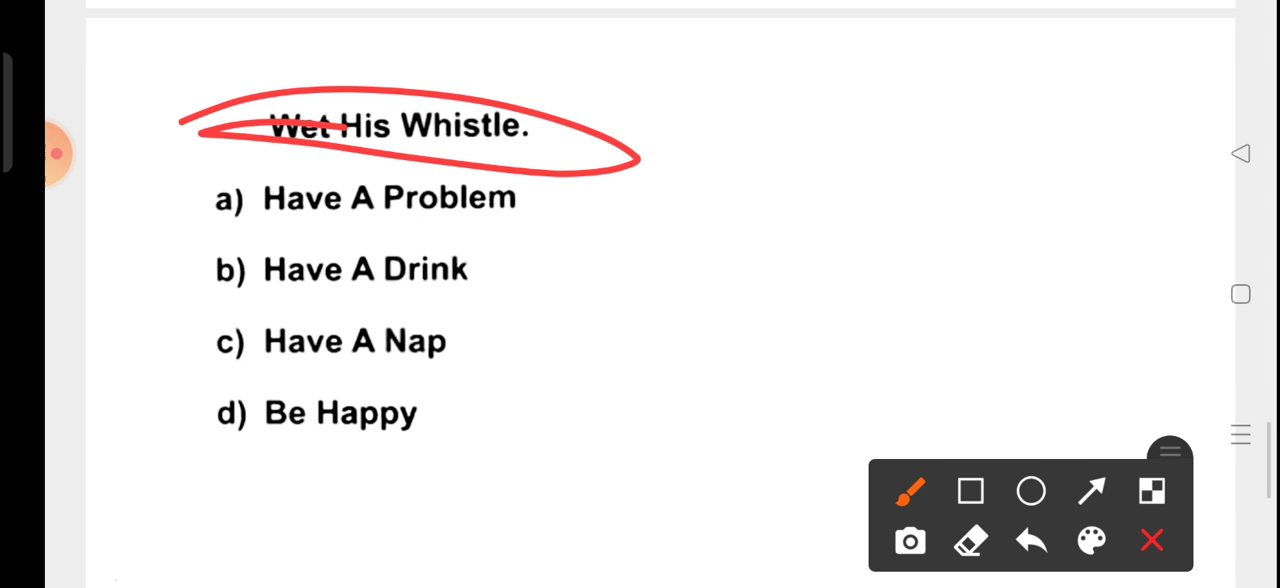 Wet His Whistle.
a) Have A Problem
b) Have A Drink
c) Have A Nap
d) Be Happy